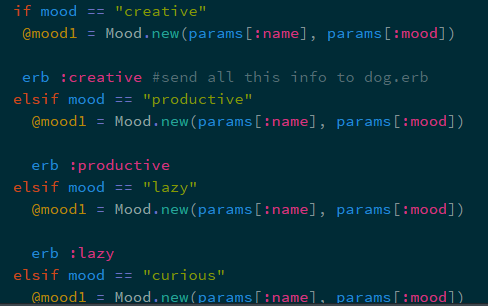 if mood == "creative"
@mood1 = Mood.new(params[:name], params[:mood])
erb :creative #send all this info to dog.erb
elsif mood == "productive"
@mood1 = Mood.new(params[:name], params[:mood])
erb :productive
elsif mood == "lazy"
@mood1 = Mood.new(params[:name], params[:mood])
erb :lazy
elsif mood == "curious"
@mood1 = Mood.new(params[:name], params[:mood])